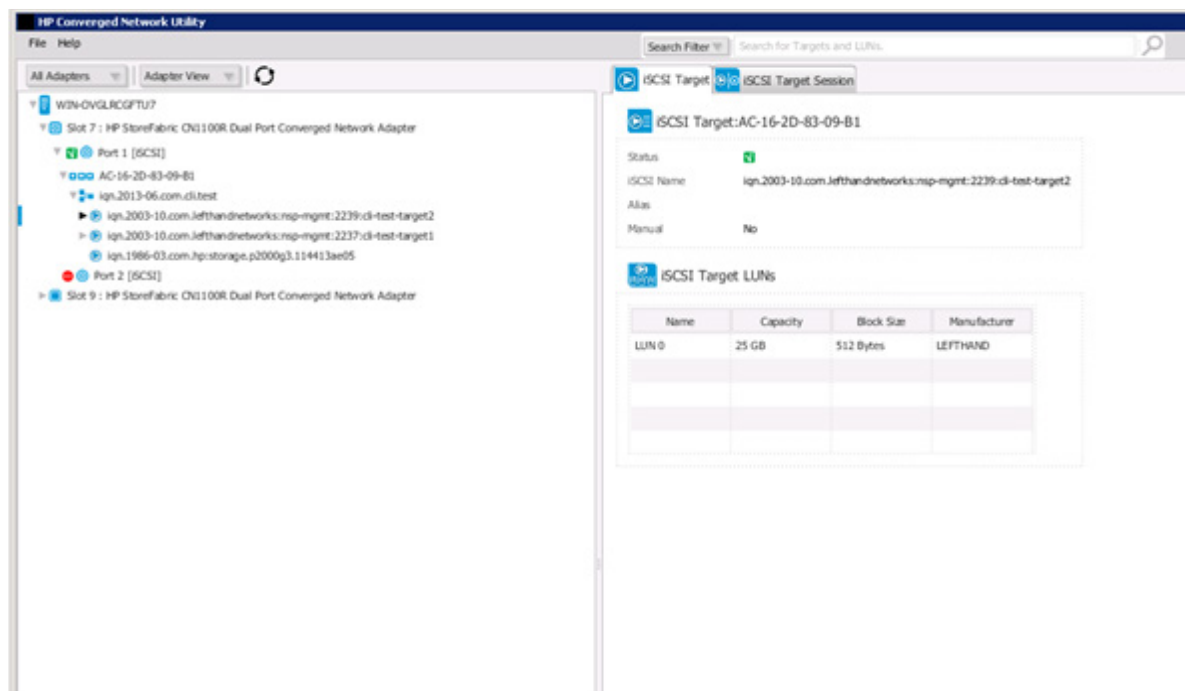 HP Converged Network Utility
File Help
Search Filter Search for Targets and LUNs.
All Adapters Adapter View
iSCSI Target iSCSI Target Session
WIN-OVGLRCGFTU7
Slot 7 : HP StoreFabric CN1100R Dual Port Converged Network Adapter
Port 1 [iSCSI]
AC-16-2D-83-09-B1
iqn.2013-06.com.cli.test
iqn.2003-10.com.lefthandnetworks:nsp-mgmt:2239:cli-test-target2
iqn.2003-10.com.lefthandnetworks:nsp-mgmt:2237:cli-test-target1
iqn.1986-03.com.hp:storage.p2000g3.114413ae05
Port 2 [iSCSI]
Slot 9 : HP StoreFabric CN1100R Dual Port Converged Network Adapter
iSCSI Target:AC-16-2D-83-09-B1
Status
iSCSI Name iqn.2003-10.com.lefthandnetworks:nsp-mgmt:2239:cli-test-target2
Alias
Manual No
iSCSI Target LUNs
Name Capacity Block Size Manufacturer
LUN 0 25 GB 512 Bytes LEFTHAND